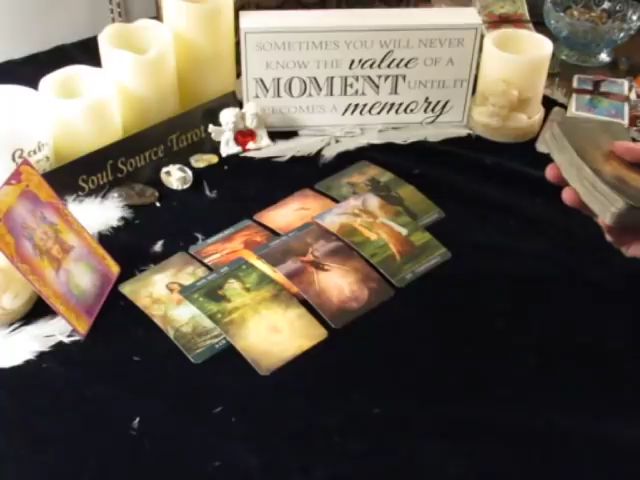 SOMETIMES YOU WILL NEVER
KNOW THE value OF A
MOMENT UNTIL IT
BECOMES A memory
Soul Source Tarot